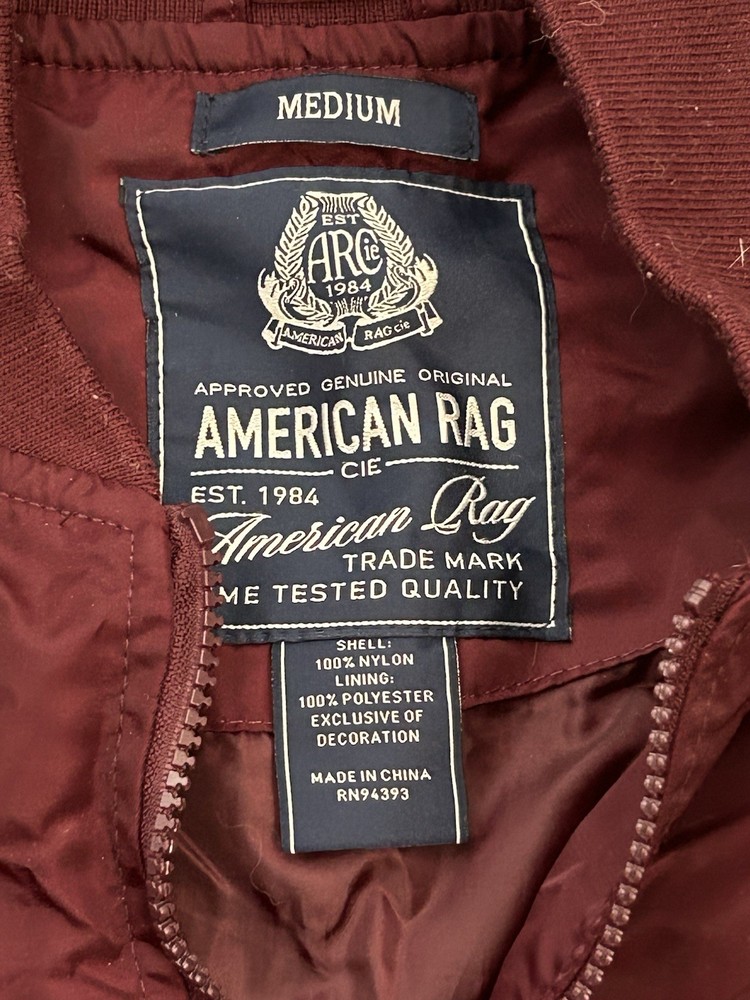 MEDIUM
EST
ARCie
1984
AMERICAN RAG cie
APPROVED GENUINE ORIGINAL
AMERICAN RAG
CIE
EST. 1984
American Rag
TRADE MARK
TESTED QUALITY
SHELL:
100% NYLON
LINING:
100% POLYESTER
EXCLUSIVE OF
DECORATION
MADE IN CHINA
RN94393